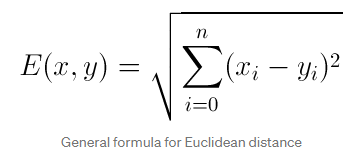 E(x, y) = √(∑_{i=0}^{n} (x_i − y_i)²)
General formula for Euclidean distance